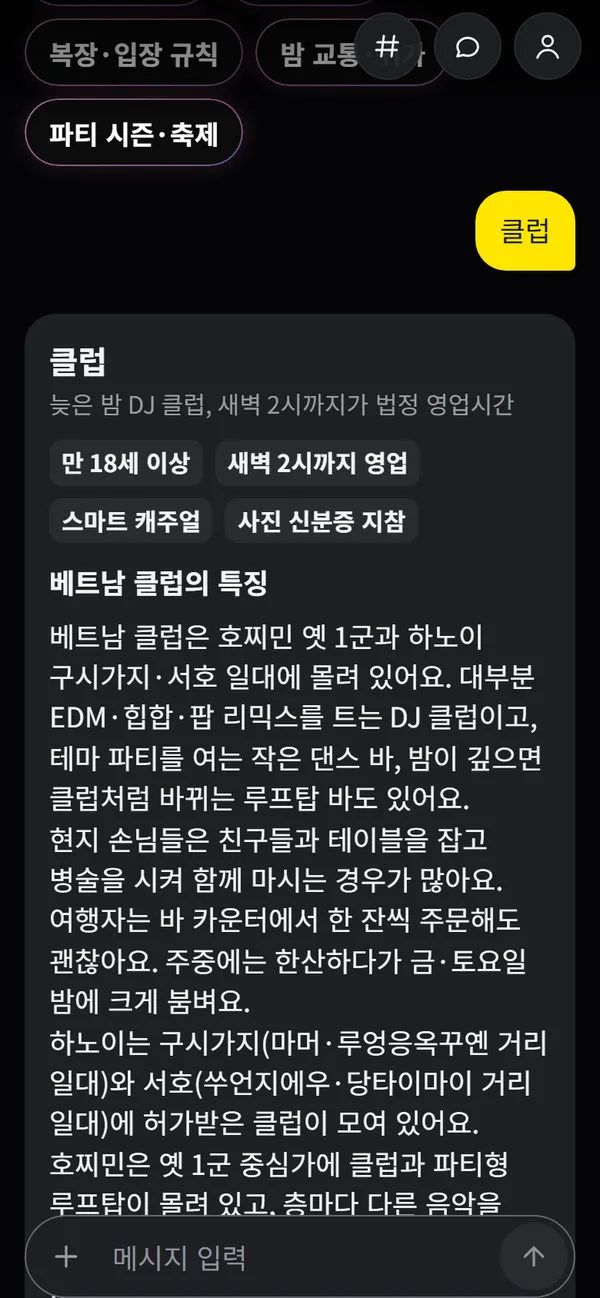 복장·입장 규칙
밤 교통
#
파티 시즌·축제
클럽
클럽
늦은 밤 DJ 클럽, 새벽 2시까지가 법정 영업시간
만 18세 이상
새벽 2시까지 영업
스마트 캐주얼
사진 신분증 지참
베트남 클럽의 특징
베트남 클럽은 호찌민 옛 1군과 하노이
구시가지·서호 일대에 몰려 있어요. 대부분
EDM·힙합·팝 리믹스를 트는 DJ 클럽이고,
테마 파티를 여는 작은 댄스 바, 밤이 깊으면
클럽처럼 바뀌는 루프탑 바도 있어요.
현지 손님들은 친구들과 테이블을 잡고
병술을 시켜 함께 마시는 경우가 많아요.
여행자는 바 카운터에서 한 잔씩 주문해도
괜찮아요. 주중에는 한산하다가 금·토요일
밤에 크게 붐벼요.
하노이는 구시가지(마머·루엉응옥꾸옌 거리
일대)와 서호(쑤언지에우·당타이마이 거리
일대)에 허가받은 클럽이 모여 있어요.
호찌민은 옛 1군 중심가에 클럽과 파티형
루프탑이 몰려 있고, 층마다 다른 음악을
메시지 입력